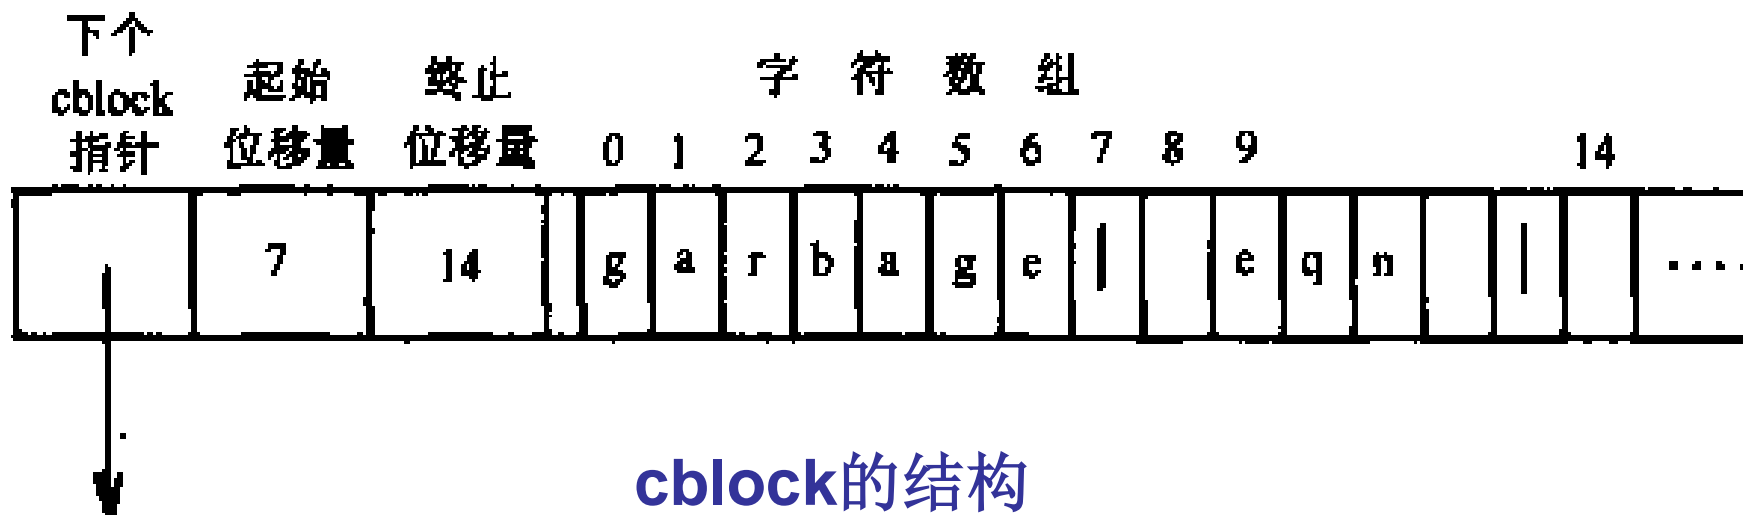 下个
cblock
指针
起始
位移量
终止
位移量
字 符 数 组
0 1 2 3 4 5 6 7 8 9 14
7 14 g a r b a g e | e q n | ....
cblock的结构